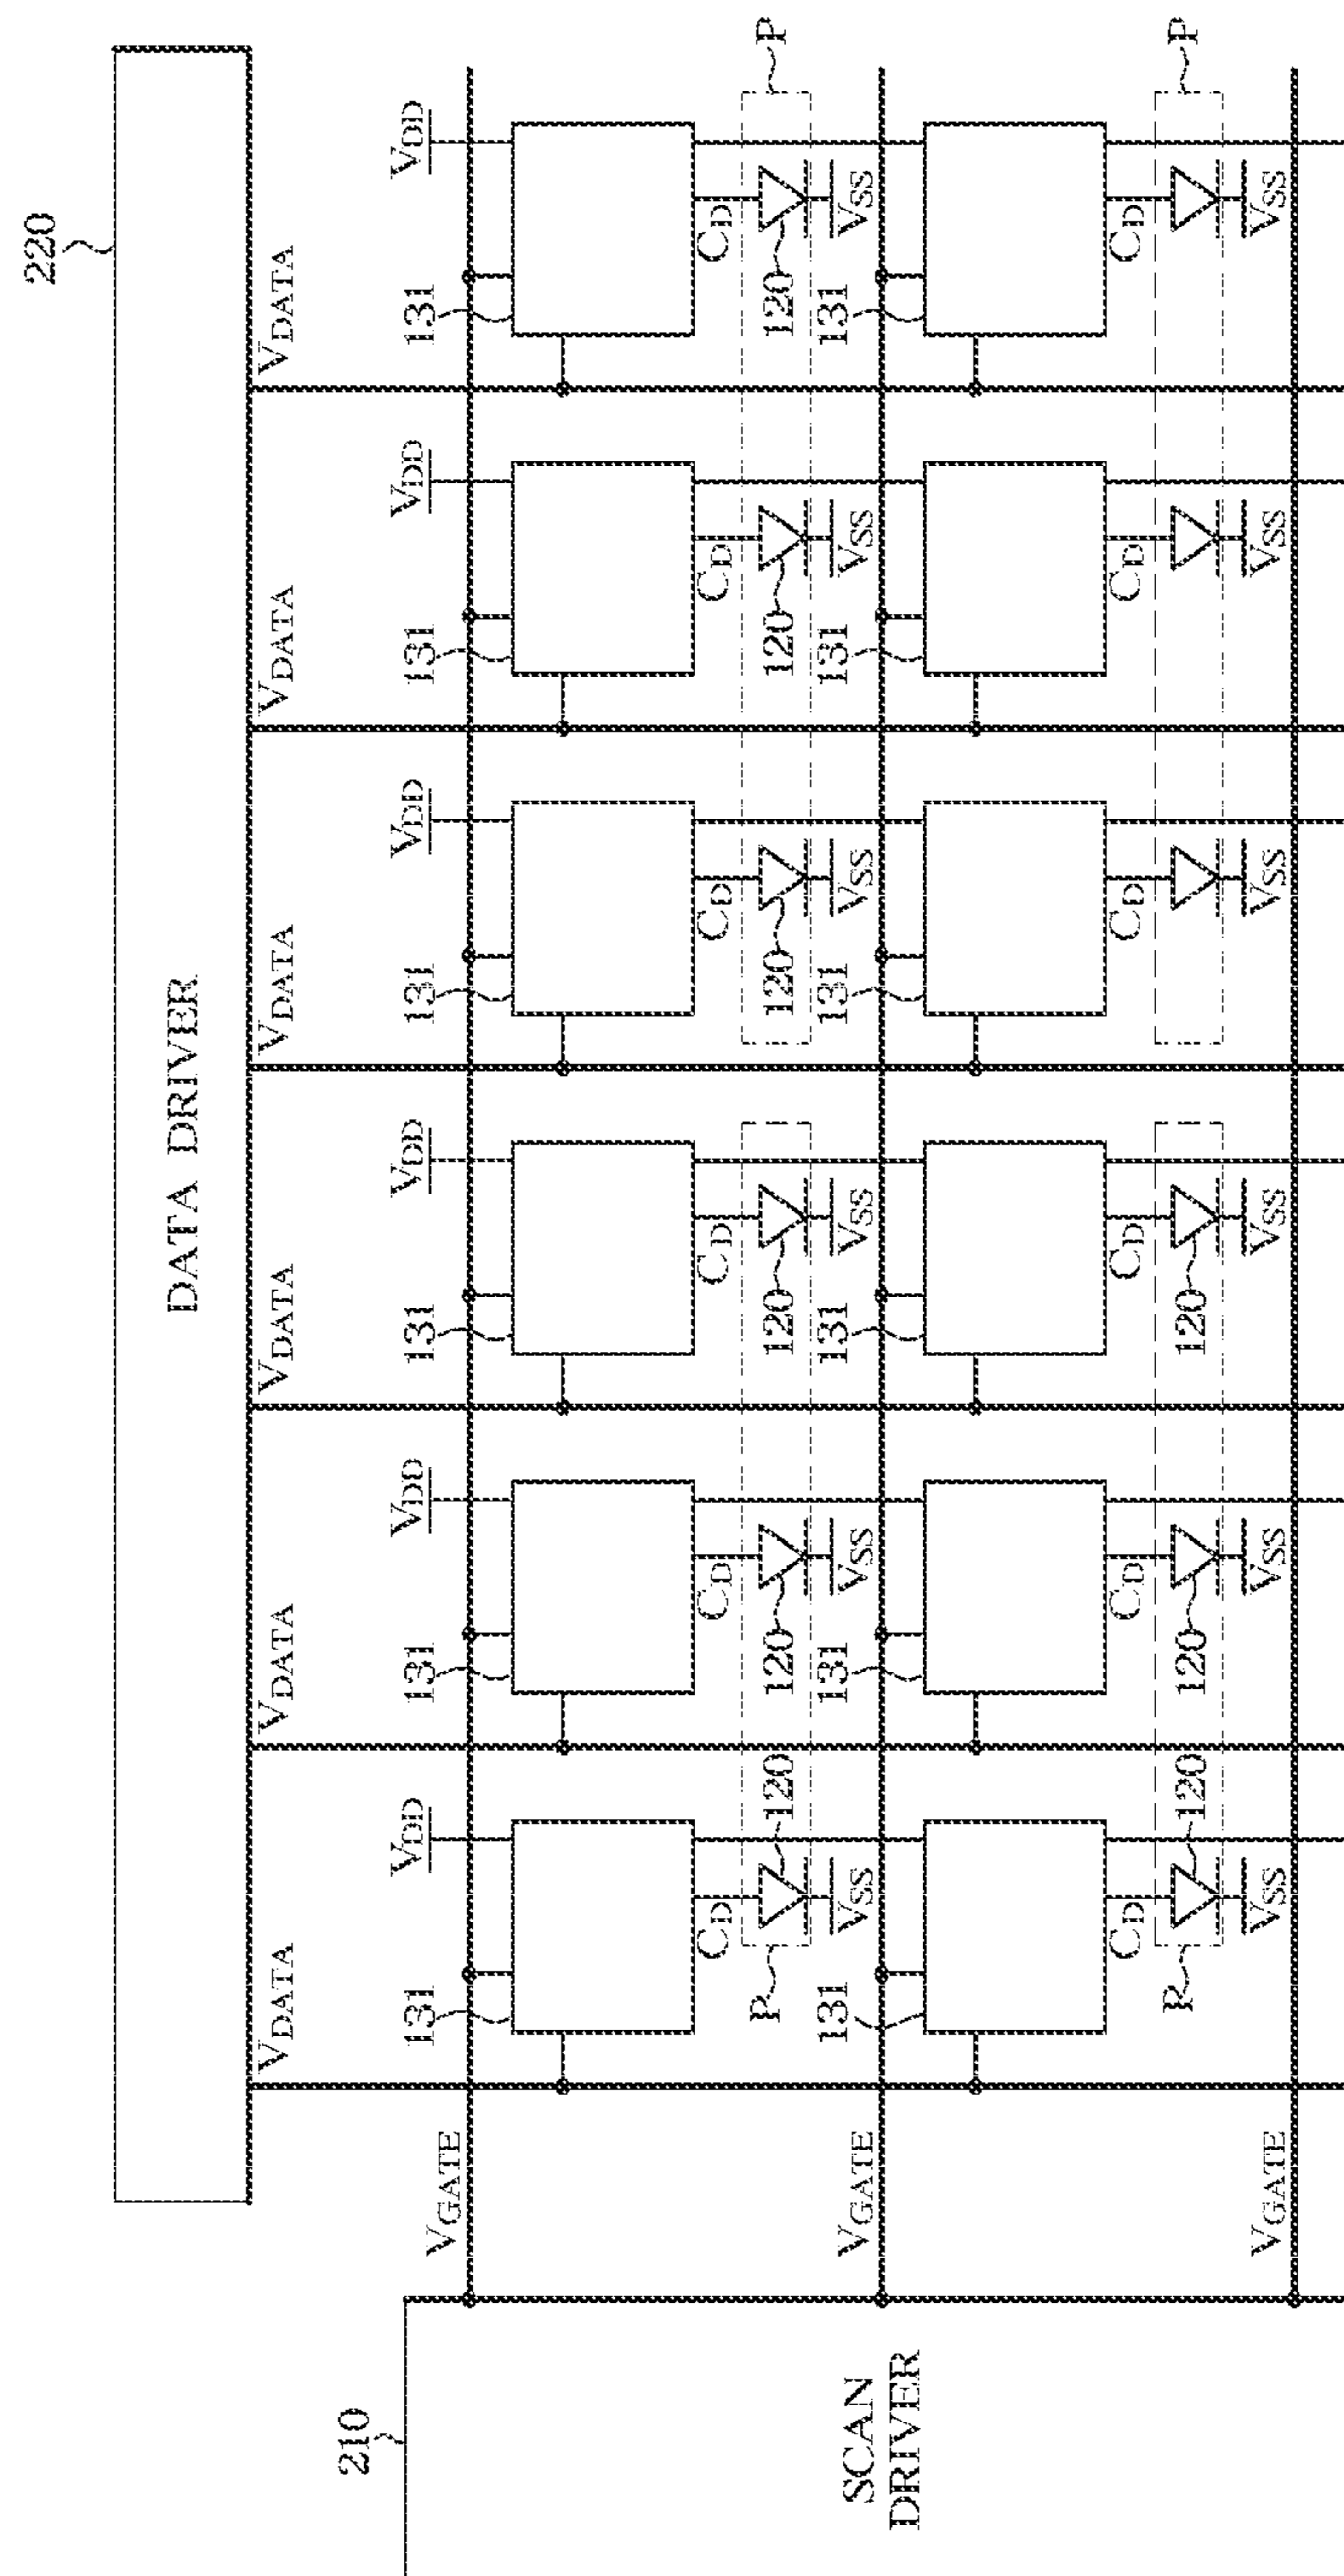 220
DATA DRIVER
VDATA VDATA VDATA VDATA VDATA VDATA
210
VDD VDD VDD VDD VDD VDD
131 131 131 131 131 131
VGATE
CD CD CD CD CD CD
P 120 120 120 120 120 120 P
131 131 131 131 131 131
VSS VSS VSS VSS VSS VSS
VGATE
SCAN
DRIVER
CD CD CD CD CD CD
R 120 120 120 P
VSS VSS VSS VSS VSS VSS
VGATE